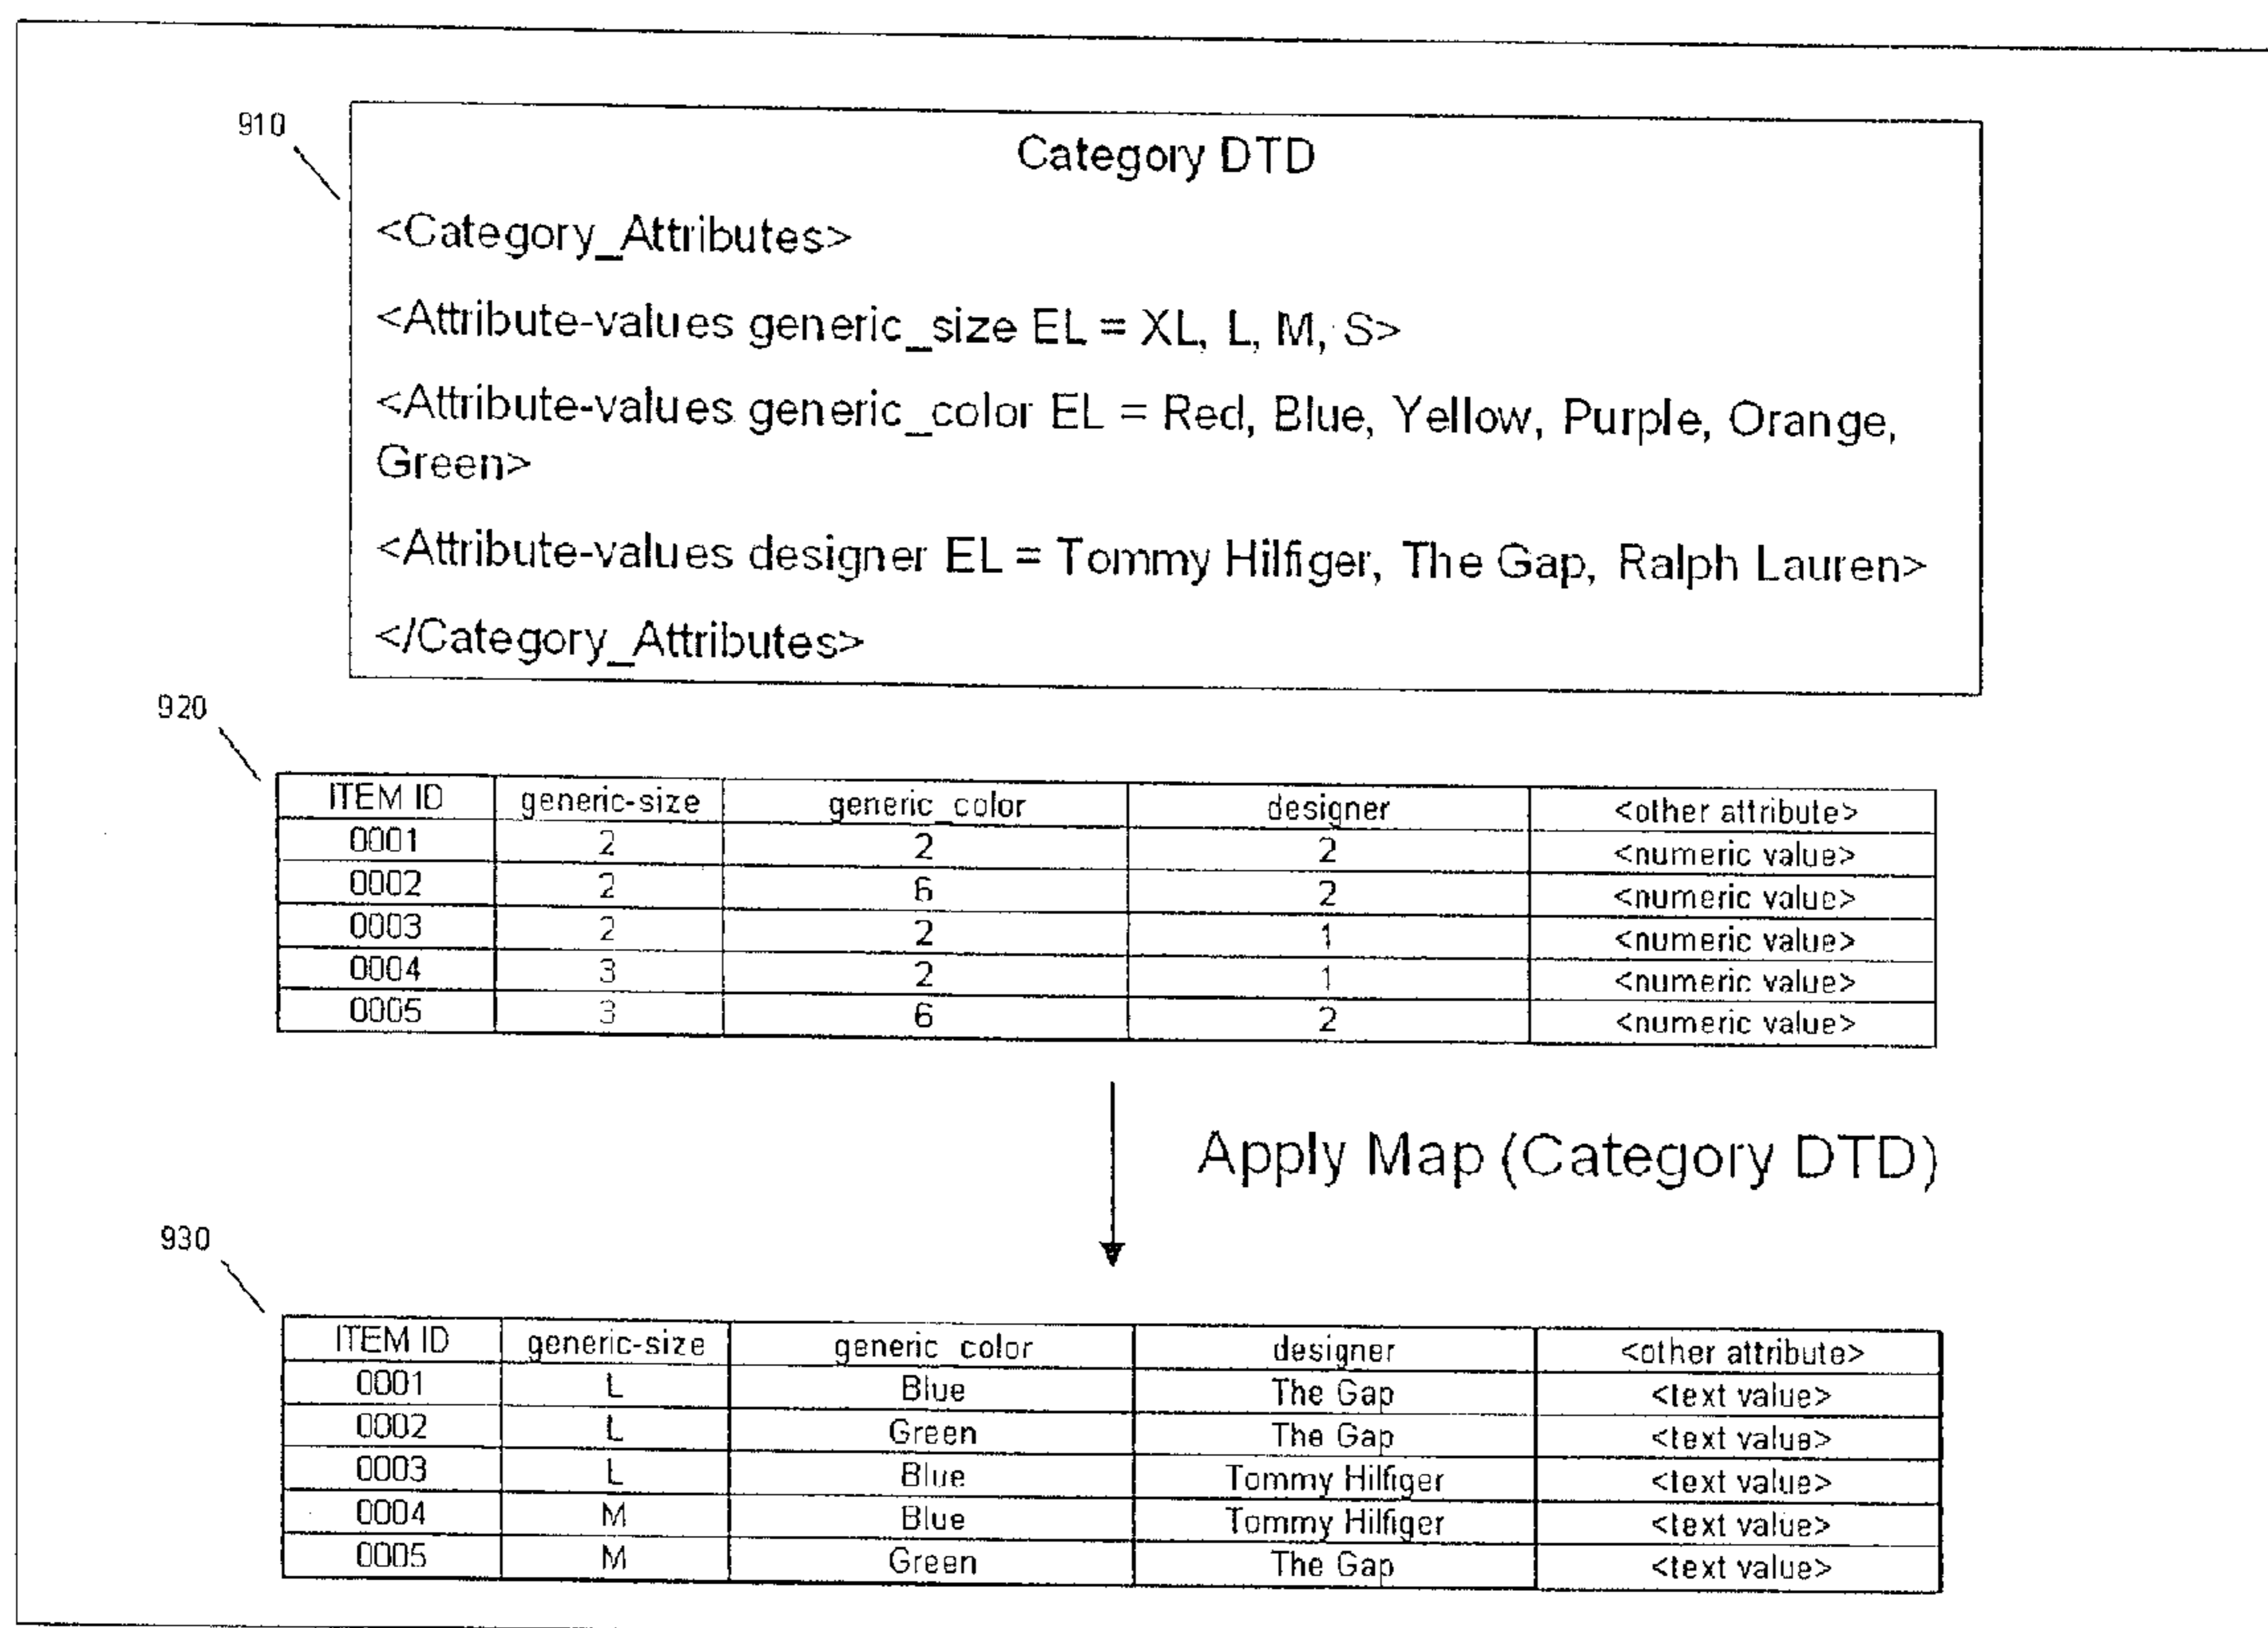 910
Category DTD
<Category_Attributes>
<Attribute-values generic_size EL = XL, L, M, S>
<Attribute-values generic_color EL = Red, Blue, Yellow, Purple, Orange,
Green>
<Attribute-values designer EL = Tommy Hilfiger, The Gap, Ralph Lauren>
</Category_Attributes>
920
ITEM ID generic-size generic_color designer <other attribute>
0001 2 2 2 <numeric value>
0002 2 6 2 <numeric value>
0003 2 2 1 <numeric value>
0004 3 2 1 <numeric value>
0005 3 6 2 <numeric value>
Apply Map (Category DTD)
930
ITEM ID generic-size generic_color designer <other attribute>
0001 L Blue The Gap <text value>
0002 L Green The Gap <text value>
0003 L Blue Tommy Hilfiger <text value>
0004 M Blue Tommy Hilfiger <text value>
0005 M Green The Gap <text value>